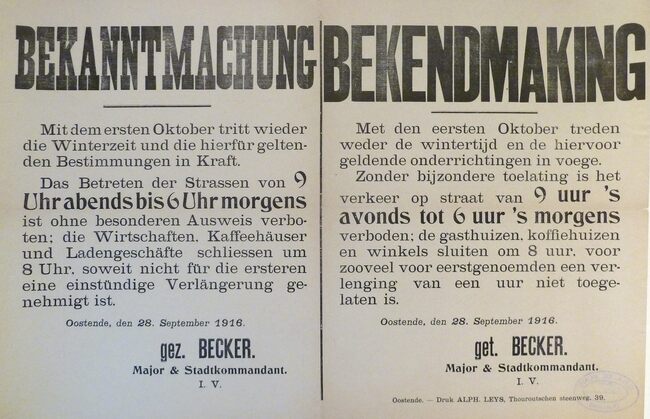 BEKANNTMACHUNG
Mit dem ersten Oktober tritt wieder
die Winterzeit und die hierfür gelten-
den Bestimmungen in Kraft.
Das Betreten der Strassen von 9
Uhr abends bis 6 Uhr morgens
ist ohne besonderen Ausweis verbo-
ten; die Wirtschaften, Kaffeehäuser
und Ladengeschäfte schliessen um
8 Uhr, soweit nicht für die ersteren
eine einstündige Verlängerung ge-
nehmigt ist.
Oostende, den 28. September 1916.
gez. BECKER.
Major & Stadtkommandant.
I. V.
BEKENDMAKING
Met den eersten Oktober treden
weder de wintertijd en de hiervoor
geldende onderrichtingen in voege.
Zonder bijzondere toelating is het
verkeer op straat van 9 uur 's
avonds tot 6 uur 's morgens
verboden; de gasthuizen, koffiehuizen
en winkels sluiten om 8 uur, voor
zooveel voor eerstgenoemden een ver-
lenging van een uur niet toege-
laten is.
Oostende, den 28. September 1916.
get. BECKER.
Major & Stadtkommandant.
I. V.
Oostende. — Druk ALPH. LEYS, Thouroutschen steenweg, 39.